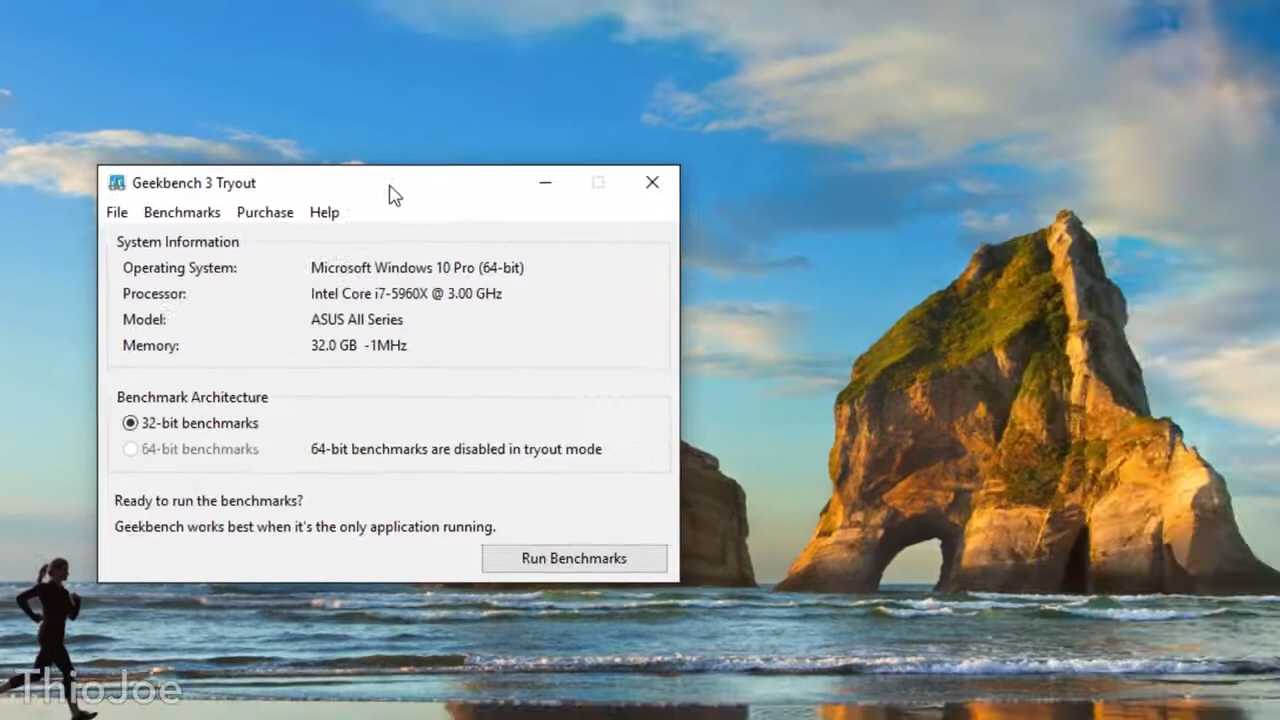 Geekbench 3 Tryout
File Benchmarks Purchase Help
System Information
Operating System: Microsoft Windows 10 Pro (64-bit)
Processor: Intel Core i7-5960X @ 3.00 GHz
Model: ASUS All Series
Memory: 32.0 GB -1MHz
Benchmark Architecture
32-bit benchmarks
64-bit benchmarks 64-bit benchmarks are disabled in tryout mode
Ready to run the benchmarks?
Geekbench works best when it's the only application running.
Run Benchmarks
ThioJoe